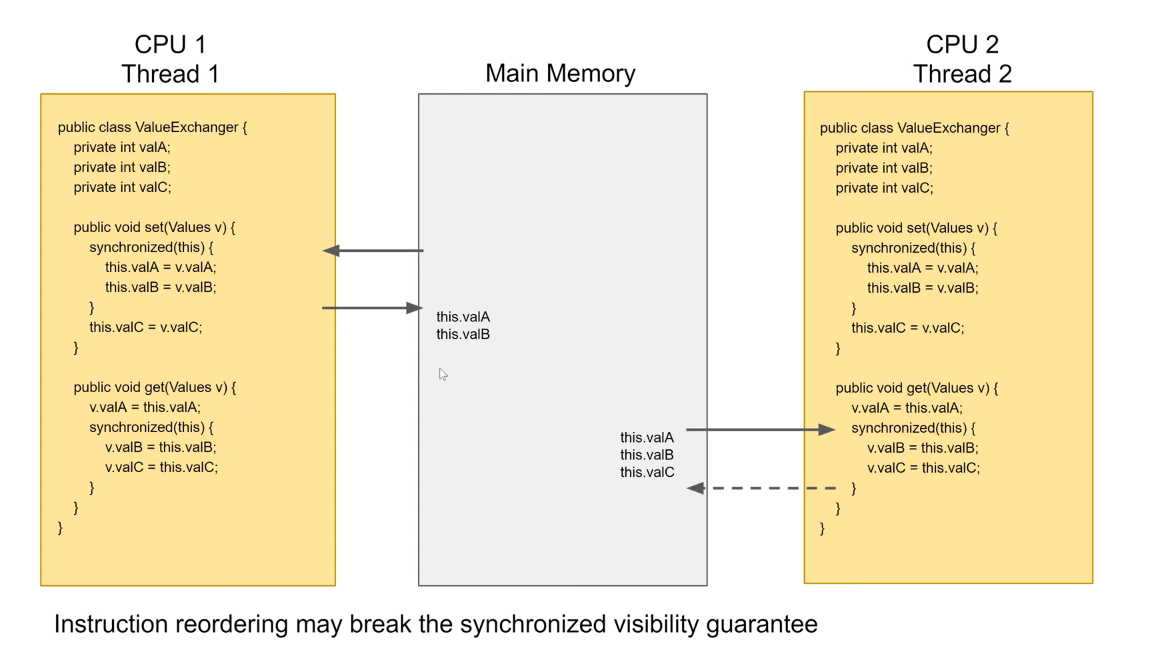 CPU 1
Thread 1
public class ValueExchanger {
private int valA;
private int valB;
private int valC;
public void set(Values v) {
synchronized(this) {
this.valA = v.valA;
this.valB = v.valB;
}
this.valC = v.valC;
}
public void get(Values v) {
v.valA = this.valA;
synchronized(this) {
v.valB = this.valB;
v.valC = this.valC;
}
}
}
Main Memory
this.valA
this.valB
this.valA
this.valB
this.valC
CPU 2
Thread 2
public class ValueExchanger {
private int valA;
private int valB;
private int valC;
public void set(Values v) {
synchronized(this) {
this.valA = v.valA;
this.valB = v.valB;
}
this.valC = v.valC;
}
public void get(Values v) {
v.valA = this.valA;
synchronized(this) {
v.valB = this.valB;
v.valC = this.valC;
}
}
}
Instruction reordering may break the synchronized visibility guarantee